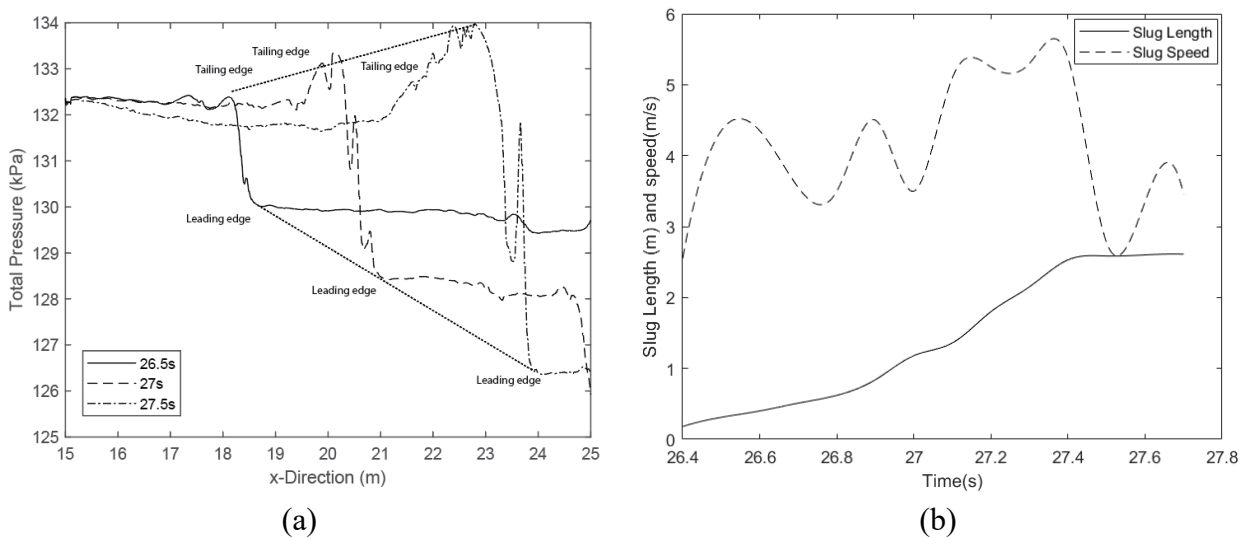 134
133
132
131
130
129
128
127
126
125
Total Pressure (kPa)
Tailing edge
Tailing edge
Tailing edge
Leading edge
Leading edge
Leading edge
26.5s
27s
27.5s
15 16 17 18 19 20 21 22 23 24 25
x-Direction (m)
(a)
6
5
4
3
2
1
0
Slug Length (m) and speed(m/s)
Slug Length
Slug Speed
26.4 26.6 26.8 27 27.2 27.4 27.6 27.8
Time(s)
(b)